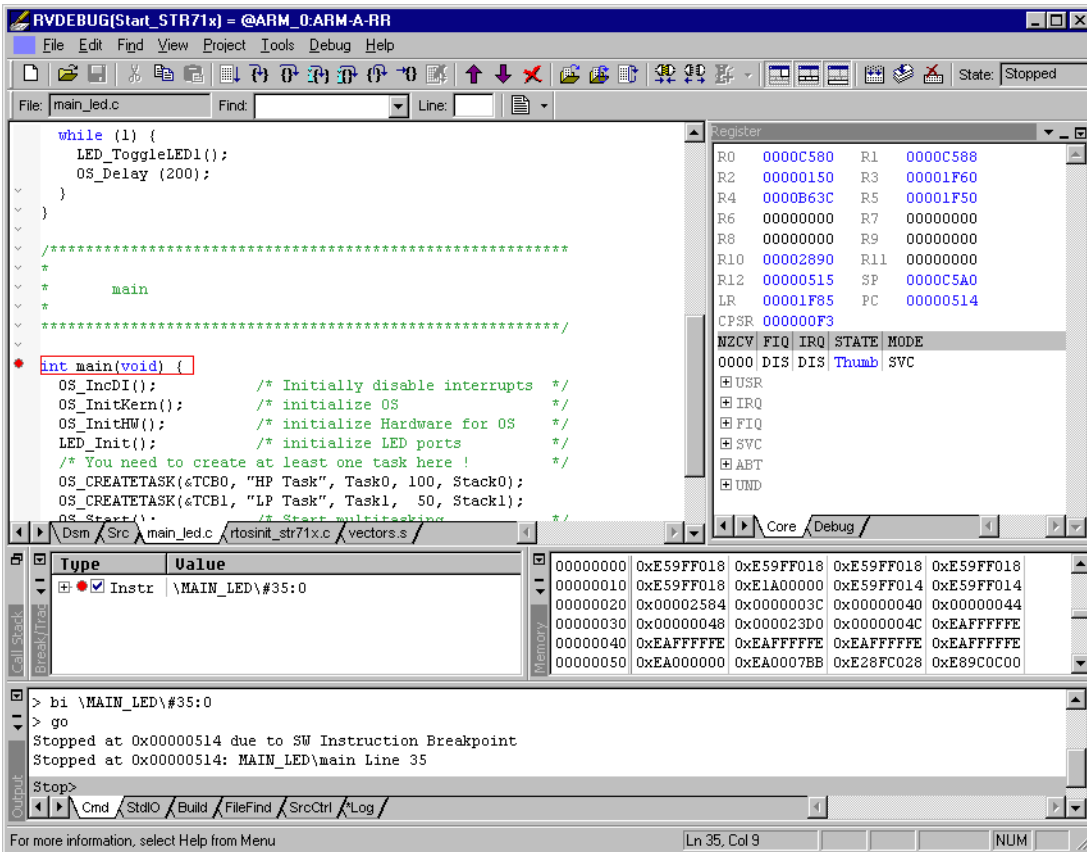 RVDEBUG(Start_STR71x) = @ARM_0:ARM-A-RR
File Edit Find View Project Tools Debug Help
State: Stopped
File: main_led.c Find: Line:
while (1) {
LED_ToggleLED1();
OS_Delay (200);
}
}
/**********************************************************
*
* main
*
**********************************************************/
int main(void) {
OS_IncDI(); /* Initially disable interrupts */
OS_InitKern(); /* initialize OS */
OS_InitHW(); /* initialize Hardware for OS */
LED_Init(); /* initialize LED ports */
/* You need to create at least one task here ! */
OS_CREATETASK(&TCB0, "HP Task", Task0, 100, Stack0);
OS_CREATETASK(&TCB1, "LP Task", Task1, 50, Stack1);
OS_Start(); /* Start multitasking */
Dsm Src main_led.c rtosinit_str71x.c vectors.s
Register
R0 0000C580 R1 0000C588
R2 00000150 R3 00001F60
R4 0000B63C R5 00001F50
R6 00000000 R7 00000000
R8 00000000 R9 00000000
R10 00002890 R11 00000000
R12 00000515 SP 0000C5A0
LR 00001F85 PC 00000514
CPSR 000000F3
NZCV FIQ IRQ STATE MODE
0000 DIS DIS Thumb SVC
USR
IRQ
FIQ
SVC
ABT
UND
Core Debug
Call Stack
Break/Trac
Type Value
Instr \MAIN_LED\#35:0
Memory
00000000 0xE59FF018 0xE59FF018 0xE59FF018 0xE59FF018
00000010 0xE59FF018 0xE1A00000 0xE59FF014 0xE59FF014
00000020 0x00002584 0x0000003C 0x00000040 0x00000044
00000030 0x00000048 0x000023D0 0x0000004C 0xEAFFFFFE
00000040 0xEAFFFFFE 0xEAFFFFFE 0xEAFFFFFE 0xEAFFFFFE
00000050 0xEA000000 0xEA0007BB 0xE28FC028 0xE89C0C00
Output
> bi \MAIN_LED\#35:0
> go
Stopped at 0x00000514 due to SW Instruction Breakpoint
Stopped at 0x00000514: MAIN_LED\main Line 35
Stop>
Cmd StdIO Build FileFind SrcCtrl *Log
For more information, select Help from Menu
Ln 35, Col 9
NUM